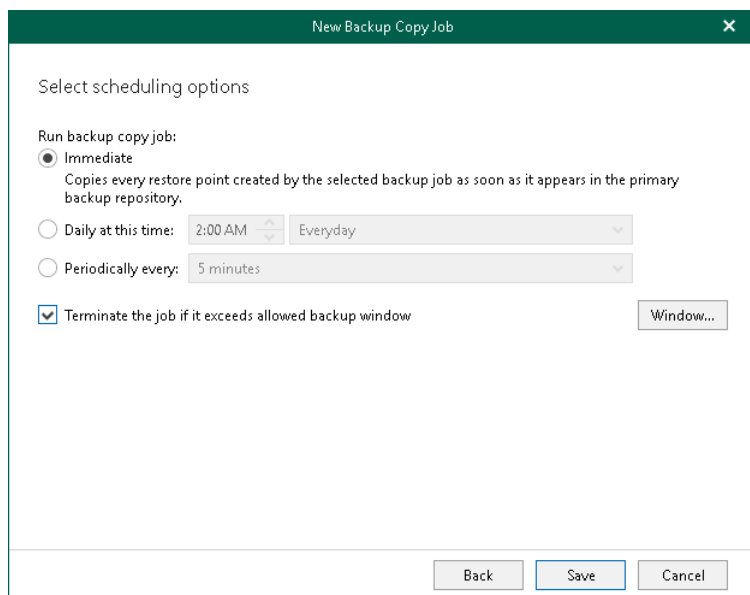 New Backup Copy Job
Select scheduling options
Run backup copy job:
Immediate
Copies every restore point created by the selected backup job as soon as it appears in the primary
backup repository.
Daily at this time: 2:00 AM Everyday
Periodically every: 5 minutes
Terminate the job if it exceeds allowed backup window Window...
Back Save Cancel